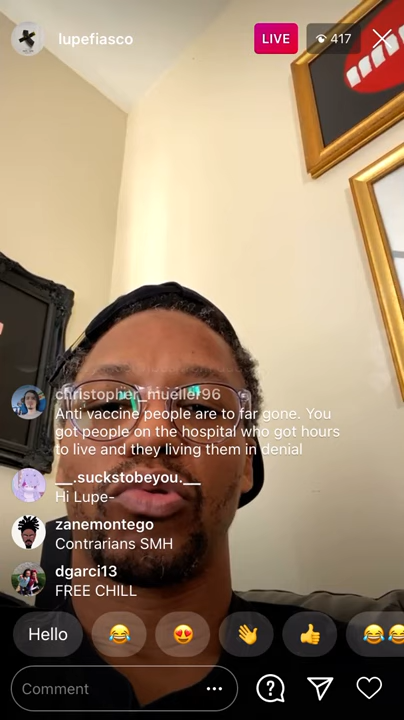 lupefiasco
LIVE
417
christopher_mueller96
Anti vaccine people are to far gone. You
got people on the hospital who got hours
to live and they living them in denial
__.suckstobeyou.__
Hi Lupe-
zanemontego
Contrarians SMH
dgarci13
FREE CHILL
Hello
Comment